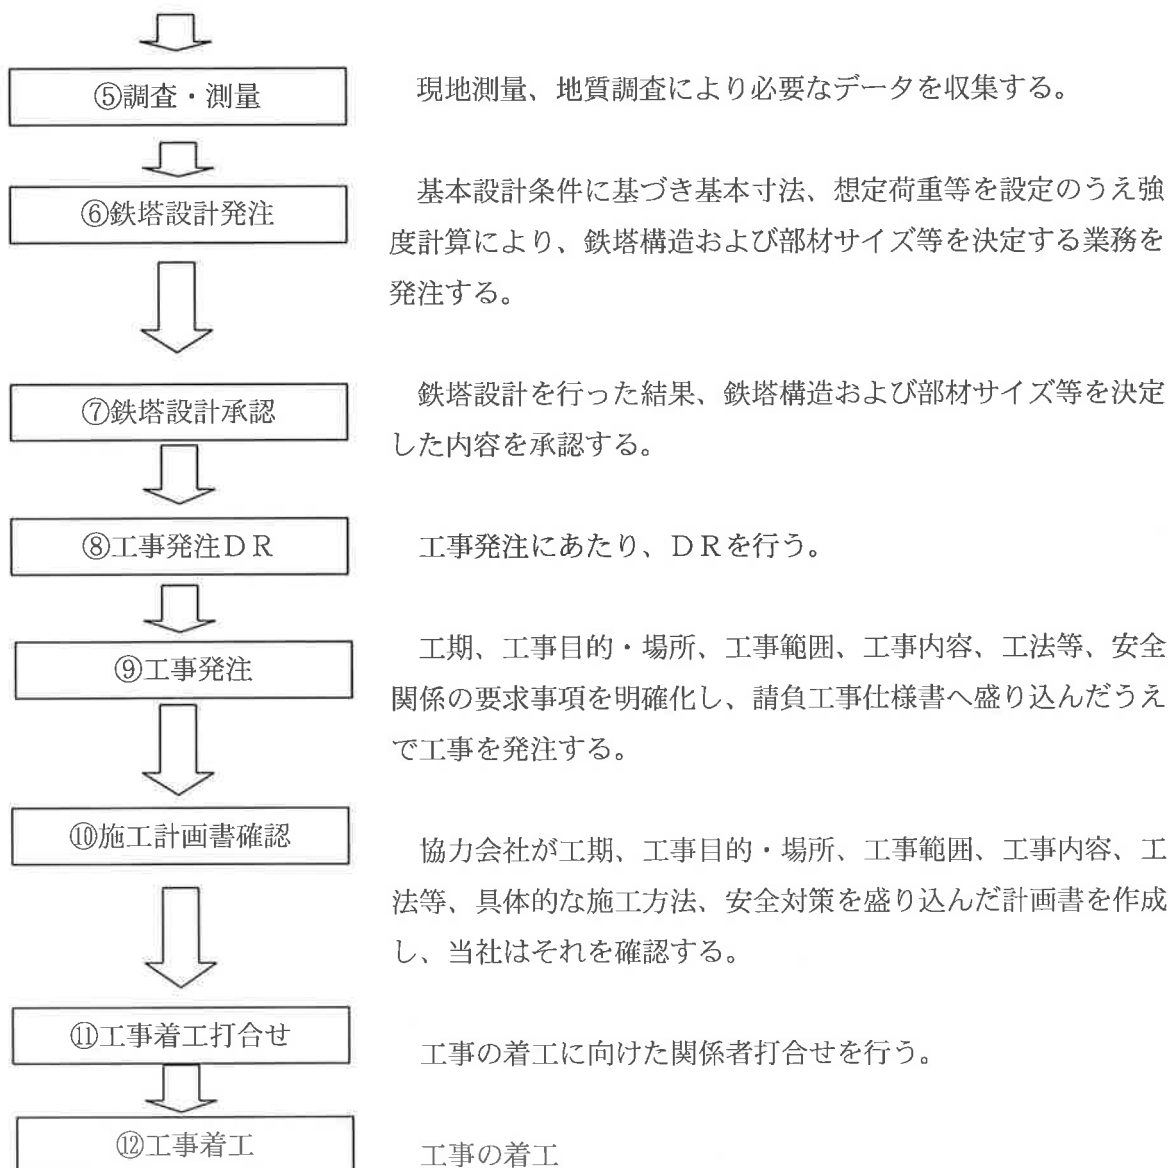 ⑤調査・測量
現地測量、地質調査により必要なデータを収集する。
⑥鉄塔設計発注
基本設計条件に基づき基本寸法、想定荷重等を設定のうえ強
度計算により、鉄塔構造および部材サイズ等を決定する業務を
発注する。
⑦鉄塔設計承認
鉄塔設計を行った結果、鉄塔構造および部材サイズ等を決定
した内容を承認する。
⑧工事発注DR
工事発注にあたり、DRを行う。
⑨工事発注
工期、工事目的・場所、工事範囲、工事内容、工法等、安全
関係の要求事項を明確化し、請負工事仕様書へ盛り込んだうえ
で工事を発注する。
⑩施工計画書確認
協力会社が工期、工事目的・場所、工事範囲、工事内容、工
法等、具体的な施工方法、安全対策を盛り込んだ計画書を作成
し、当社はそれを確認する。
⑪工事着工打合せ
工事の着工に向けた関係者打合せを行う。
⑫工事着工
工事の着工